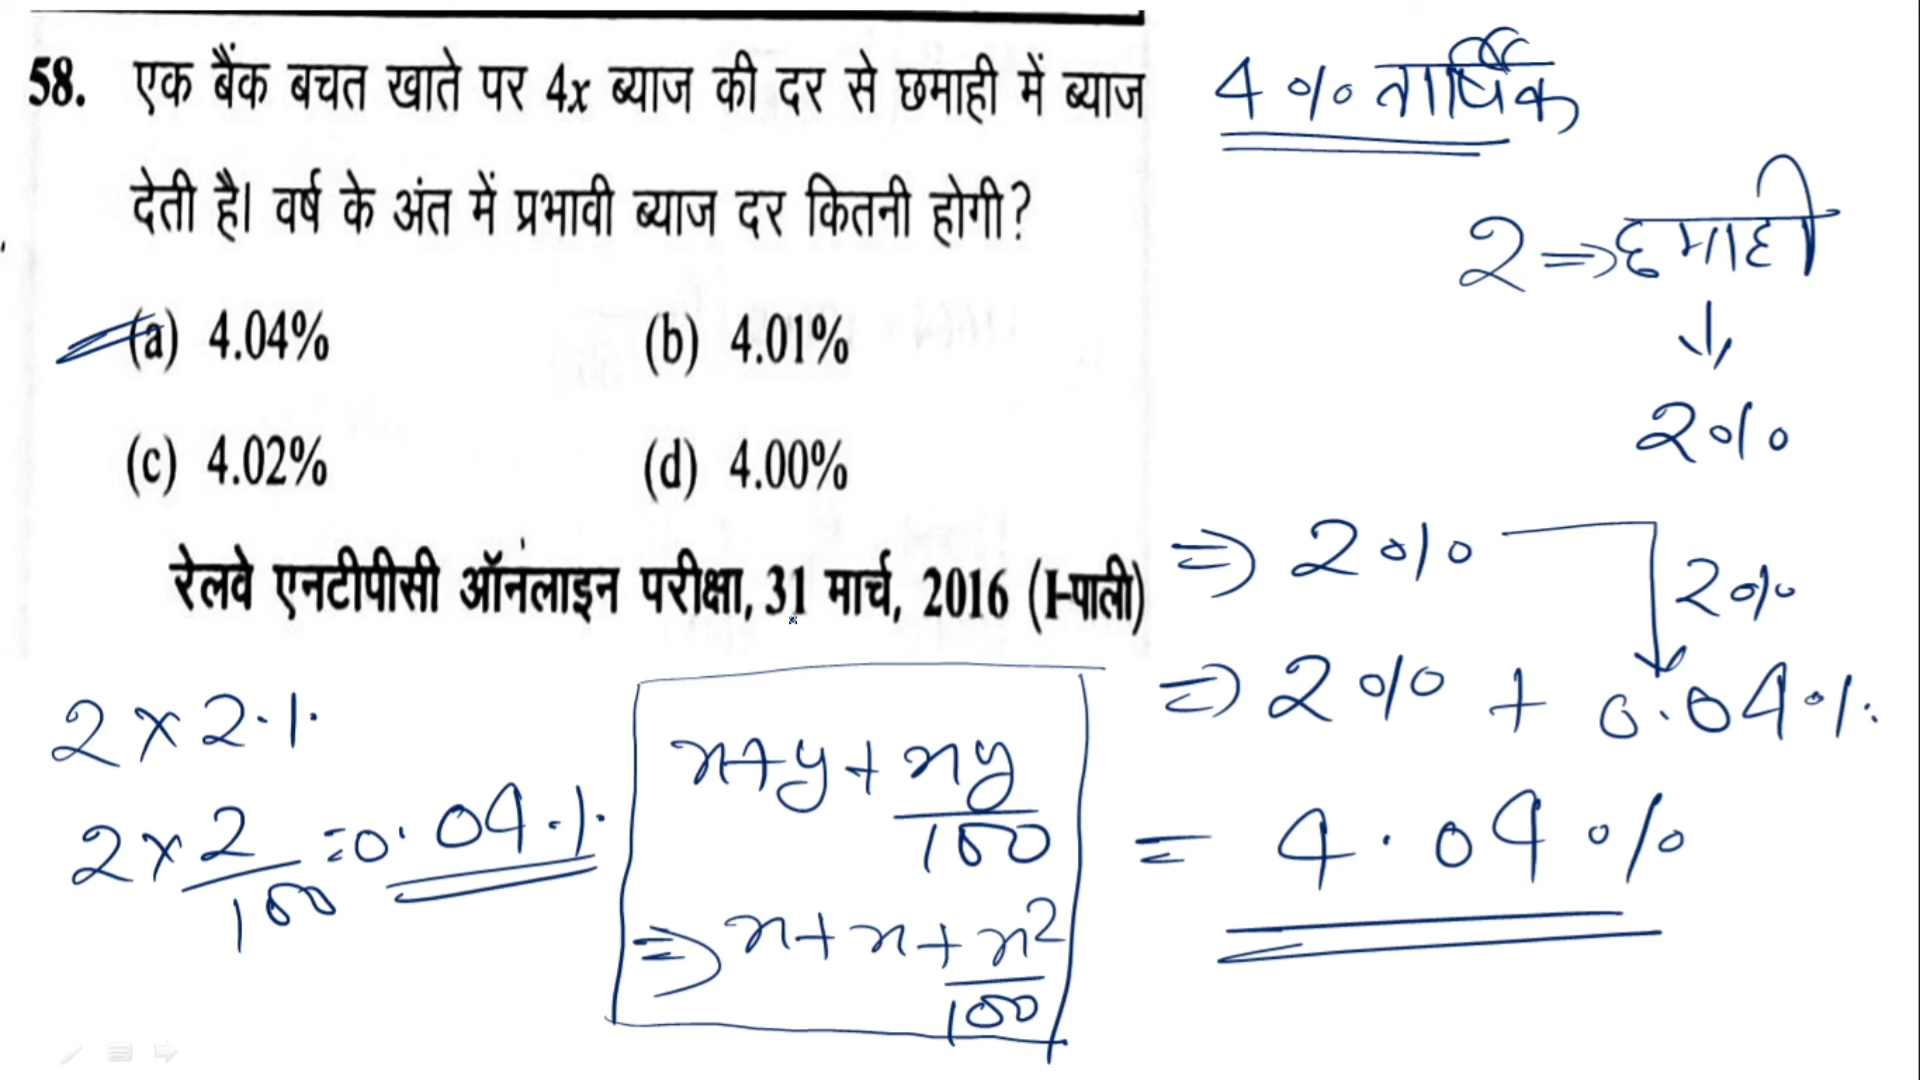 58. एक बैंक बचत खाते पर 4x ब्याज की दर से छमाही में ब्याज
देती है। वर्ष के अंत में प्रभावी ब्याज दर कितनी होगी?
(a) 4.04% (b) 4.01%
(c) 4.02% (d) 4.00%
रेलवे एनटीपीसी ऑनलाइन परीक्षा, 31 मार्च, 2016 (I-पाली)
4% वार्षिक
2 ⇒ छमाही
↓
2%
⇒ 2% 2%
⇒ 2% + 0.04%
= 4.04%
2 × 2%
2 × 2/100 = 0.04%
x+y+xy/100
⇒ x+x+x²/100